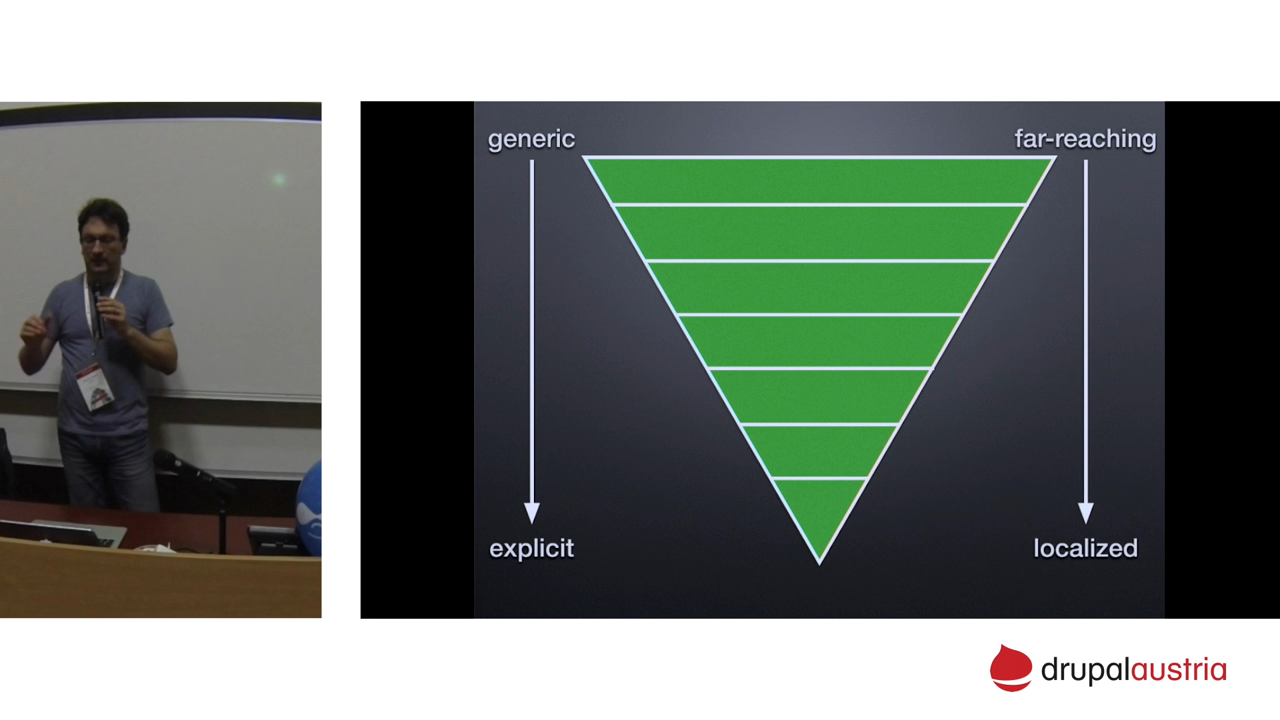 generic
far-reaching
explicit
localized
drupalaustria